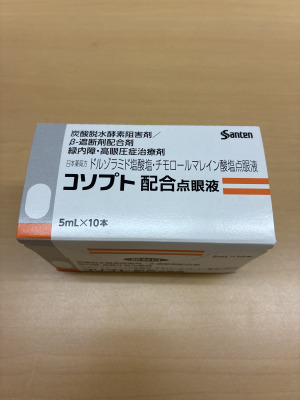 炭酸脱水酵素阻害剤/
β-遮断剤配合剤
緑内障・高眼圧症治療剤
Santen
日本薬局方 ドルゾラミド塩酸塩・チモロールマレイン酸塩点眼液
コソプト 配合点眼液
5mL×10本